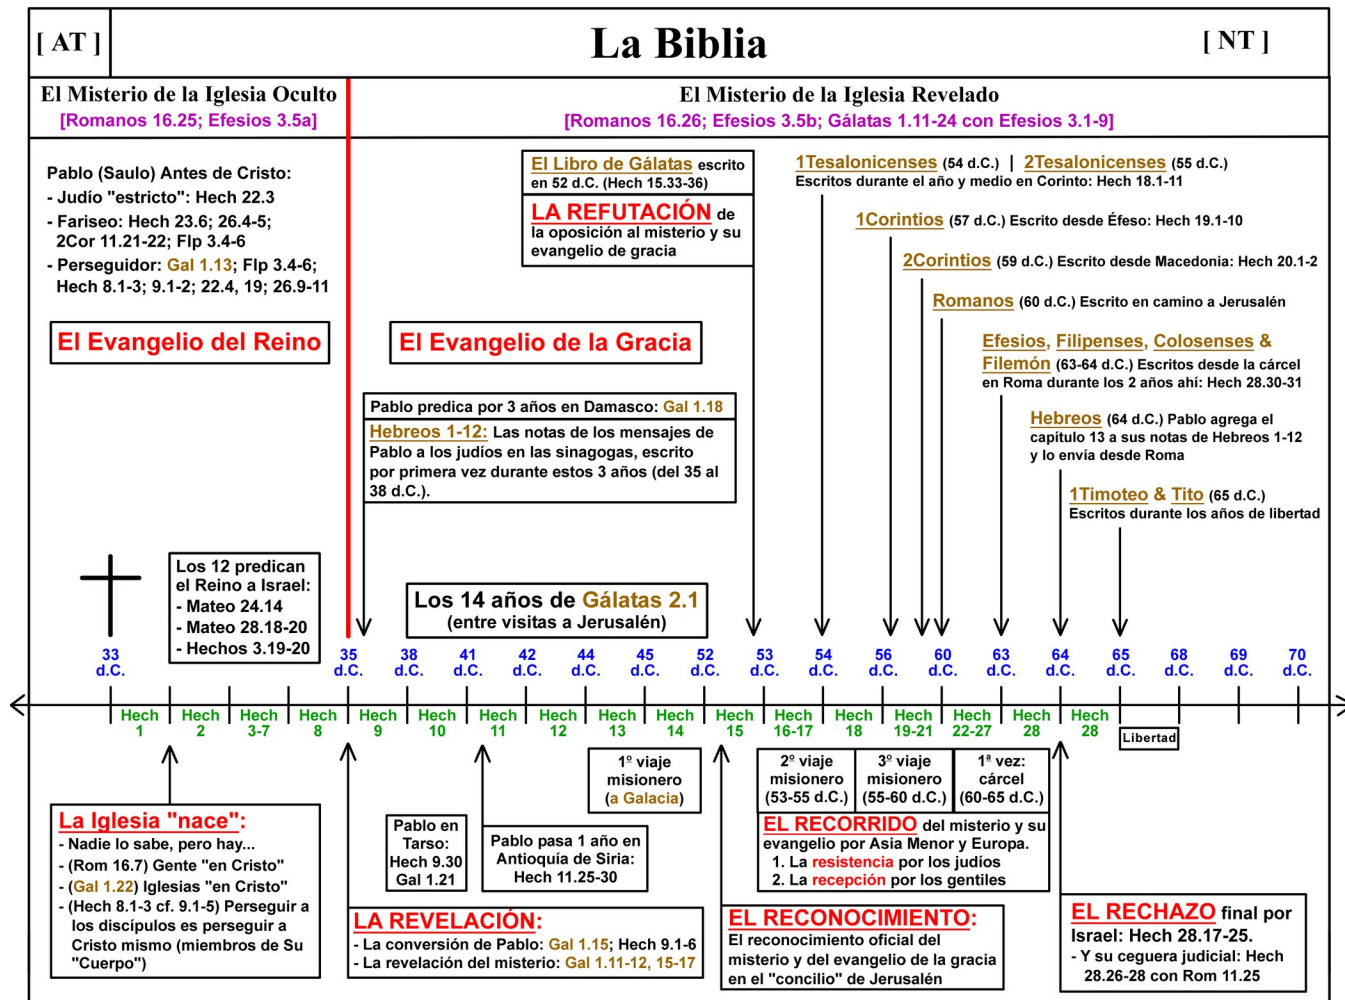 [ AT ]
La Biblia
[ NT ]
El Misterio de la Iglesia Oculto
[Romanos 16.25; Efesios 3.5a]
El Misterio de la Iglesia Revelado
[Romanos 16.26; Efesios 3.5b; Gálatas 1.11-24 con Efesios 3.1-9]
Pablo (Saulo) Antes de Cristo:
- Judío "estricto": Hech 22.3
- Fariseo: Hech 23.6; 26.4-5;
2Cor 11.21-22; Flp 3.4-6
- Perseguidor: Gal 1.13; Flp 3.4-6;
Hech 8.1-3; 9.1-2; 22.4, 19; 26.9-11
El Evangelio del Reino
El Evangelio de la Gracia
El Libro de Gálatas escrito
en 52 d.C. (Hech 15.33-36)
LA REFUTACIÓN de
la oposición al misterio y su
evangelio de gracia
1Tesalonicenses (54 d.C.) | 2Tesalonicenses (55 d.C.)
Escritos durante el año y medio en Corinto: Hech 18.1-11
1Corintios (57 d.C.) Escrito desde Éfeso: Hech 19.1-10
2Corintios (59 d.C.) Escrito desde Macedonia: Hech 20.1-2
Romanos (60 d.C.) Escrito en camino a Jerusalén
Efesios, Filipenses, Colosenses &
Filemón (63-64 d.C.) Escritos desde la cárcel
en Roma durante los 2 años ahí: Hech 28.30-31
Hebreos (64 d.C.) Pablo agrega el
capítulo 13 a sus notas de Hebreos 1-12
y lo envía desde Roma
1Timoteo & Tito (65 d.C.)
Escritos durante los años de libertad
Pablo predica por 3 años en Damasco: Gal 1.18
Hebreos 1-12: Las notas de los mensajes de
Pablo a los judíos en las sinagogas, escrito
por primera vez durante estos 3 años (del 35 al
38 d.C.).
Los 12 predican
el Reino a Israel:
- Mateo 24.14
- Mateo 28.18-20
- Hechos 3.19-20
Los 14 años de Gálatas 2.1
(entre visitas a Jerusalén)
33 d.C.
35 d.C.
38 d.C.
41 d.C.
42 d.C.
44 d.C.
45 d.C.
52 d.C.
53 d.C.
54 d.C.
56 d.C.
60 d.C.
63 d.C.
64 d.C.
65 d.C.
68 d.C.
69 d.C.
70 d.C.
Hech 1
Hech 2
Hech 3-7
Hech 8
Hech 9
Hech 10
Hech 11
Hech 12
Hech 13
Hech 14
Hech 15
Hech 16-17
Hech 18
Hech 19-21
Hech 22-27
Hech 28
Hech 28
Libertad
La Iglesia "nace":
- Nadie lo sabe, pero hay...
- (Rom 16.7) Gente "en Cristo"
- (Gal 1.22) Iglesias "en Cristo"
- (Hech 8.1-3 cf. 9.1-5) Perseguir a
los discípulos es perseguir a
Cristo mismo (miembros de Su
"Cuerpo")
Pablo en
Tarso:
Hech 9.30
Gal 1.21
Pablo pasa 1 año en
Antioquía de Siria:
Hech 11.25-30
1º viaje
misionero
(a Galacia)
2º viaje
misionero
(53-55 d.C.)
3º viaje
misionero
(55-60 d.C.)
1ª vez:
cárcel
(60-65 d.C.)
EL RECORRIDO del misterio y su
evangelio por Asia Menor y Europa.
1. La resistencia por los judíos
2. La recepción por los gentiles
LA REVELACIÓN:
- La conversión de Pablo: Gal 1.15; Hech 9.1-6
- La revelación del misterio: Gal 1.11-12, 15-17
EL RECONOCIMIENTO:
El reconocimiento oficial del
misterio y del evangelio de la gracia
en el "concilio" de Jerusalén
EL RECHAZO final por
Israel: Hech 28.17-25.
- Y su ceguera judicial: Hech
28.26-28 con Rom 11.25